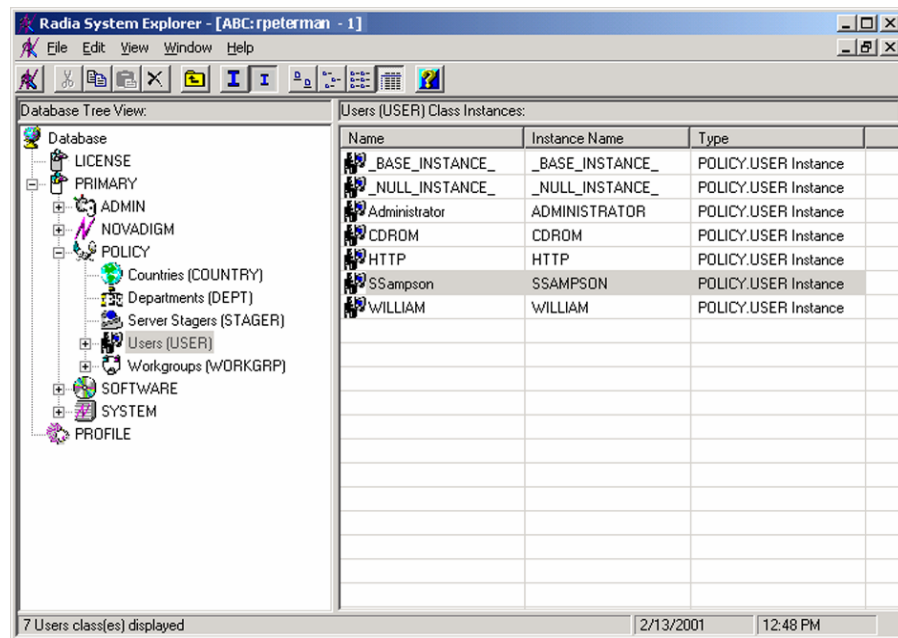 Radia System Explorer - [ABC: rpeterman - 1]
File Edit View Window Help
Database Tree View:
Users (USER) Class Instances:
Database
LICENSE
PRIMARY
ADMIN
NOVADIGM
POLICY
Countries (COUNTRY)
Departments (DEPT)
Server Stagers (STAGER)
Users (USER)
Workgroups (WORKGRP)
SOFTWARE
SYSTEM
PROFILE
Name Instance Name Type
_BASE_INSTANCE_ _BASE_INSTANCE_ POLICY.USER Instance
_NULL_INSTANCE_ _NULL_INSTANCE_ POLICY.USER Instance
Administrator ADMINISTRATOR POLICY.USER Instance
CDROM CDROM POLICY.USER Instance
HTTP HTTP POLICY.USER Instance
SSampson SSAMPSON POLICY.USER Instance
WILLIAM WILLIAM POLICY.USER Instance
7 Users class(es) displayed 2/13/2001 12:48 PM